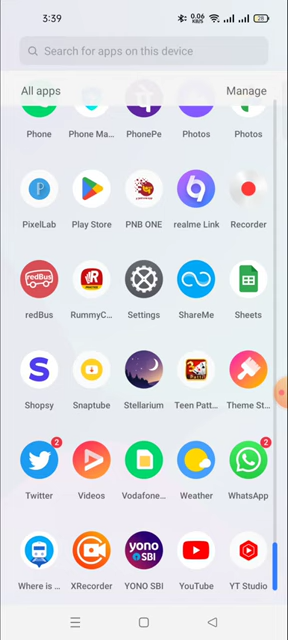 3:39
0.06
KB/S
28
Search for apps on this device
All apps
Manage
Phone
Phone Ma...
PhonePe
Photos
Photos
PixelLab
Play Store
PNB ONE
realme Link
Recorder
redBus
redBus
RummyC...
Settings
ShareMe
Sheets
Shopsy
Snaptube
Stellarium
Teen Patt...
Theme St...
2
2
Twitter
Videos
Vodafone...
Weather
WhatsApp
yono
SBI
Where is ...
XRecorder
YONO SBI
YouTube
YT Studio